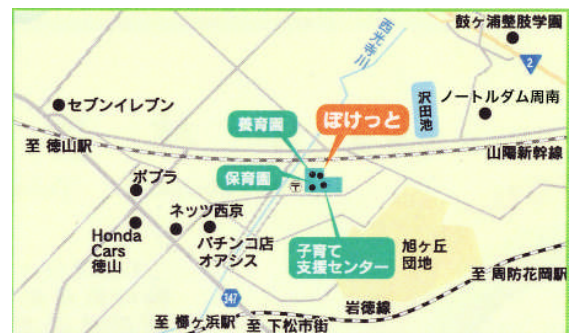 鼓ヶ浦整肢学園
西光寺川
2
沢田池
ノートルダム周南
セブンイレブン
養育園
ぽけっと
至 徳山駅
山陽新幹線
ポプラ
保育園
〒
ネッツ西京
Honda
Cars
徳山
パチンコ店
オアシス
子育て
支援センター
旭ヶ丘
団地
至 周防花岡駅
347
岩徳線
至 櫛ヶ浜駅
至 下松市街